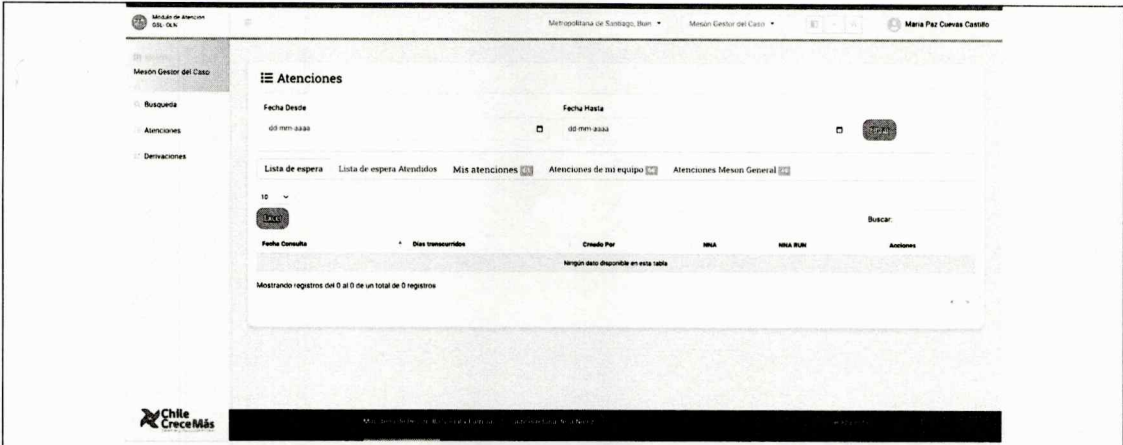 Módulo de Atención
GSL- OLN
Metropolitana de Santiago, Buin
Mesón Gestor del Caso
Maria Paz Cuevas Castillo
Mesón Gestor del Caso
Busqueda
Atenciones
Derivaciones
Atenciones
Fecha Desde
Fecha Hasta
dd-mm-aaaa
dd-mm-aaaa
Lista de espera
Lista de espera Atendidos
Mis atenciones
Atenciones de mi equipo
Atenciones Meson General
10
Excel
Buscar:
Fecha Consulta
Dias transcurridos
Creado Por
NNA
NNA RUN
Acciones
Ningún dato disponible en esta tabla
Mostrando registros del 0 al 0 de un total de 0 registros
Chile
CreceMás